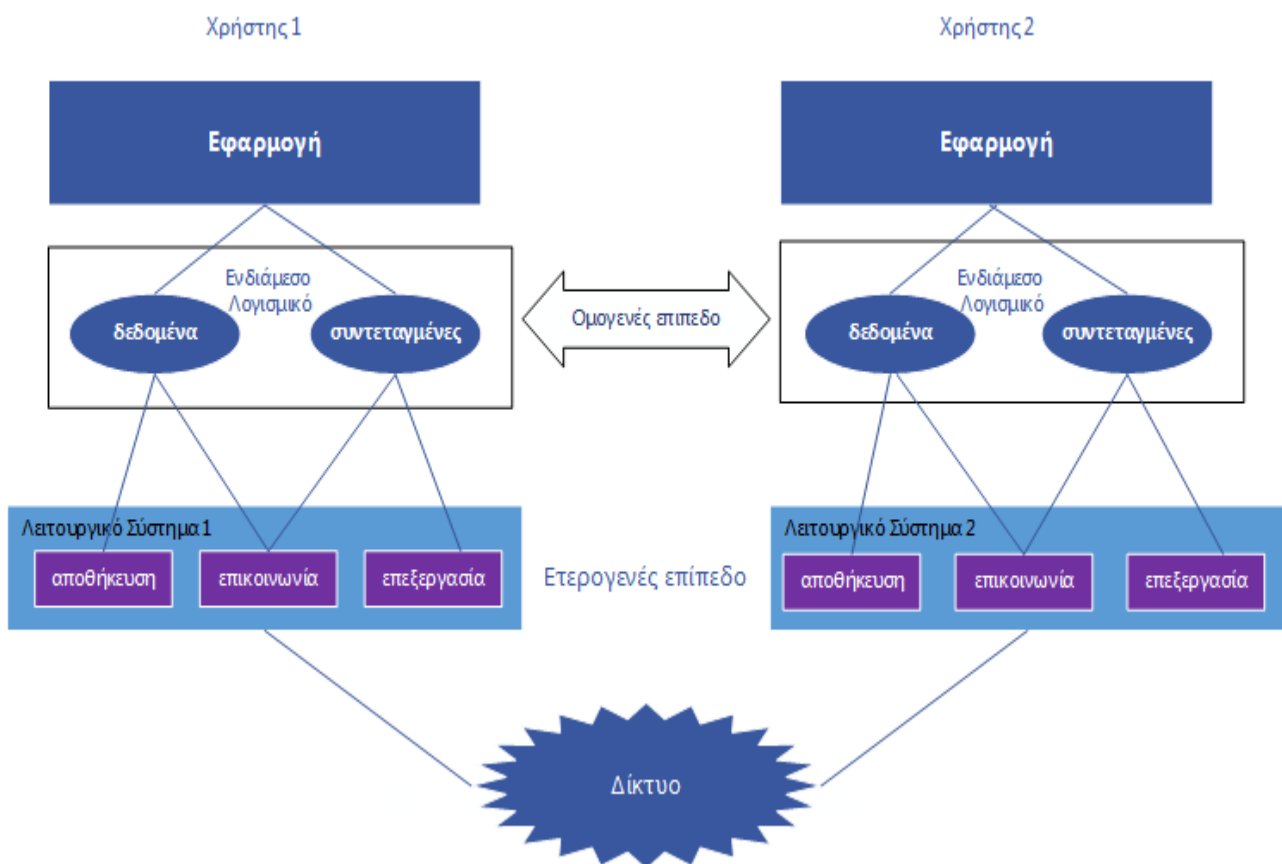 Χρήστης 1
Χρήστης 2
Εφαρμογή
Εφαρμογή
Ενδιάμεσο
Λογισμικό
δεδομένα
συντεταγμένες
Ομογενές επιπεδο
Ενδιάμεσο
Λογισμικό
δεδομένα
συντεταγμένες
Λειτουργικό Σύστημα 1
αποθήκευση
επικοινωνία
επεξεργασία
Ετερογενές επίπεδο
Λειτουργικό Σύστημα 2
αποθήκευση
επικοινωνία
επεξεργασία
Δίκτυο